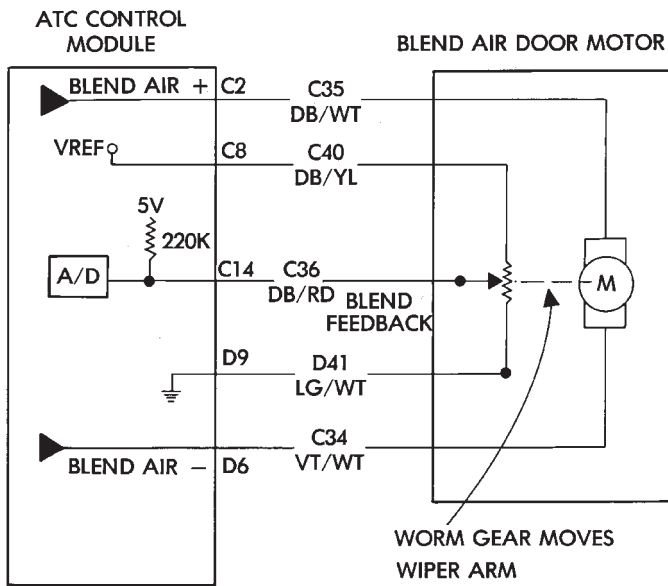 ATC CONTROL
MODULE
BLEND AIR DOOR MOTOR
BLEND AIR +
C2
C35
DB/WT
VREF
C8
C40
DB/YL
5V
220K
A/D
C14
C36
DB/RD
BLEND
FEEDBACK
M
D9
D41
LG/WT
BLEND AIR −
D6
C34
VT/WT
WORM GEAR MOVES
WIPER ARM